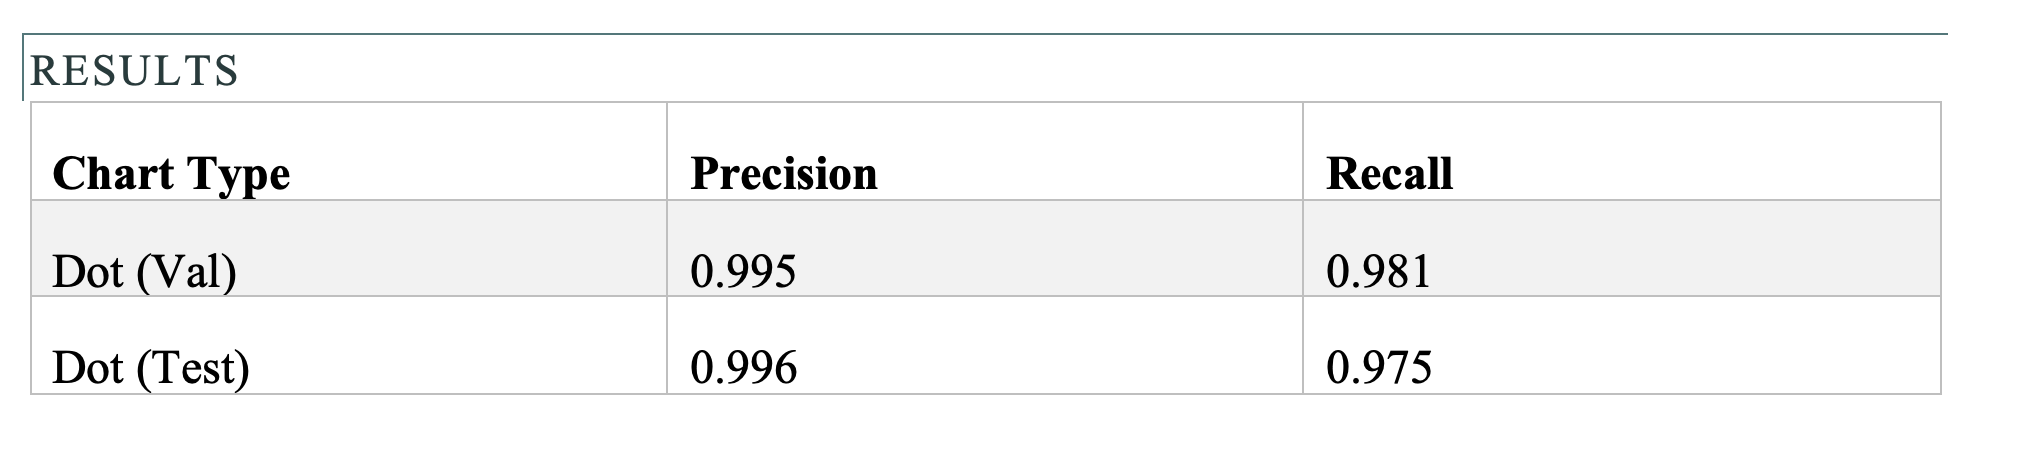 RESULTS
Chart Type Precision Recall
Dot (Val) 0.995 0.981
Dot (Test) 0.996 0.975